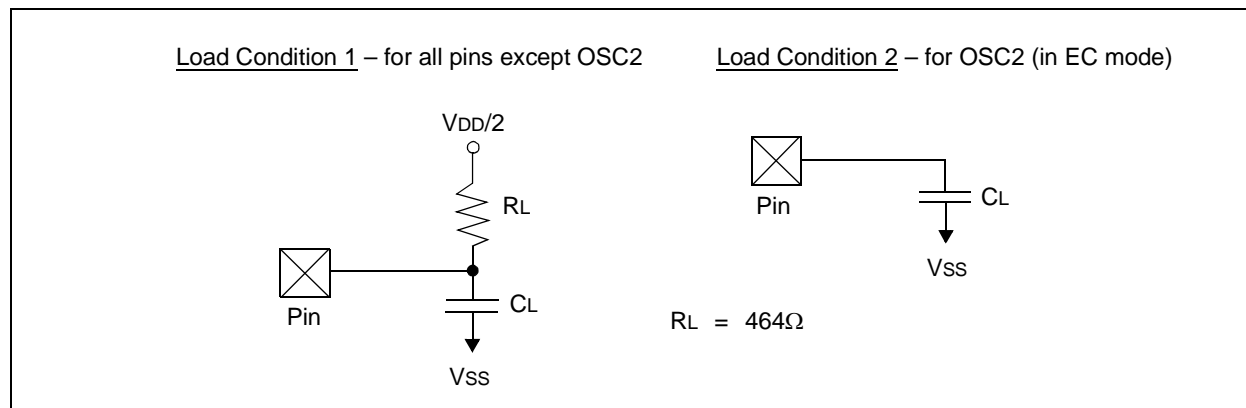 Load Condition 1 – for all pins except OSC2
Load Condition 2 – for OSC2 (in EC mode)
VDD/2
RL
Pin
CL
VSS
Pin
CL
VSS
RL = 464Ω